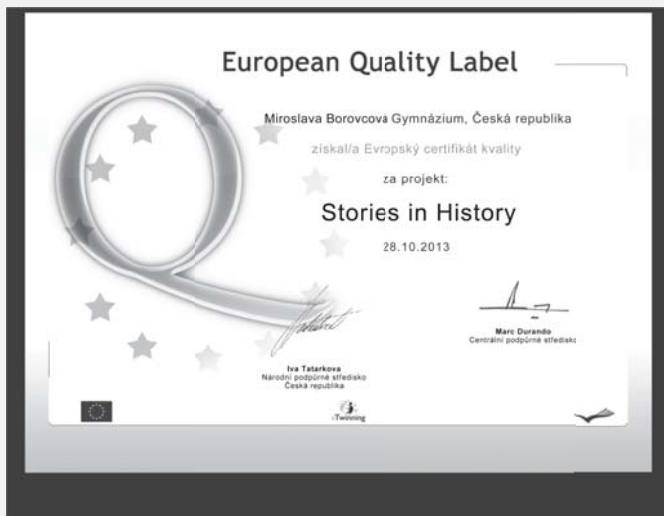 European Quality Label
Miroslava Borovcová Gymnázium, Česká republika
získal/a Evropský certifikát kvality
za projekt:
Stories in History
28.10.2013
Marc Durando
Centrální podpůrné středisko
Iva Tatarkova
Národní podpůrné středisko
Česká republika
eTwinning